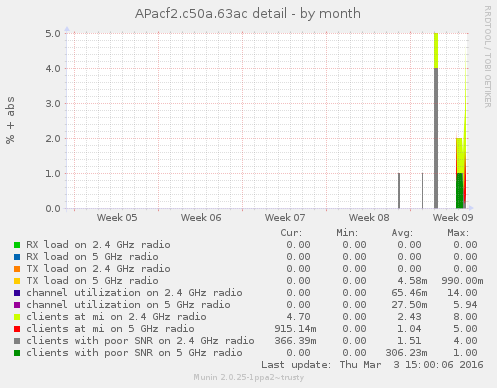 APacf2.c50a.63ac detail - by month
RRDTOOL / TOBI OETIKER
% + abs
5.0
4.0
3.0
2.0
1.0
0.0
Week 05 Week 06 Week 07 Week 08 Week 09
Cur: Min: Avg: Max:
RX load on 2.4 GHz radio 0.00 0.00 0.00 0.00
RX load on 5 GHz radio 0.00 0.00 0.00 0.00
TX load on 2.4 GHz radio 0.00 0.00 0.00 0.00
TX load on 5 GHz radio 0.00 0.00 4.58m 990.00m
channel utilization on 2.4 GHz radio 0.00 0.00 65.46m 14.00
channel utilization on 5 GHz radio 0.00 0.00 27.50m 5.94
clients at mi on 2.4 GHz radio 4.70 0.00 2.43 8.00
clients at mi on 5 GHz radio 915.14m 0.00 1.04 5.00
clients with poor SNR on 2.4 GHz radio 366.39m 0.00 1.51 4.00
clients with poor SNR on 5 GHz radio 0.00 0.00 306.23m 1.00
Last update: Thu Mar 3 15:00:06 2016
Munin 2.0.25-1ppa2~trusty